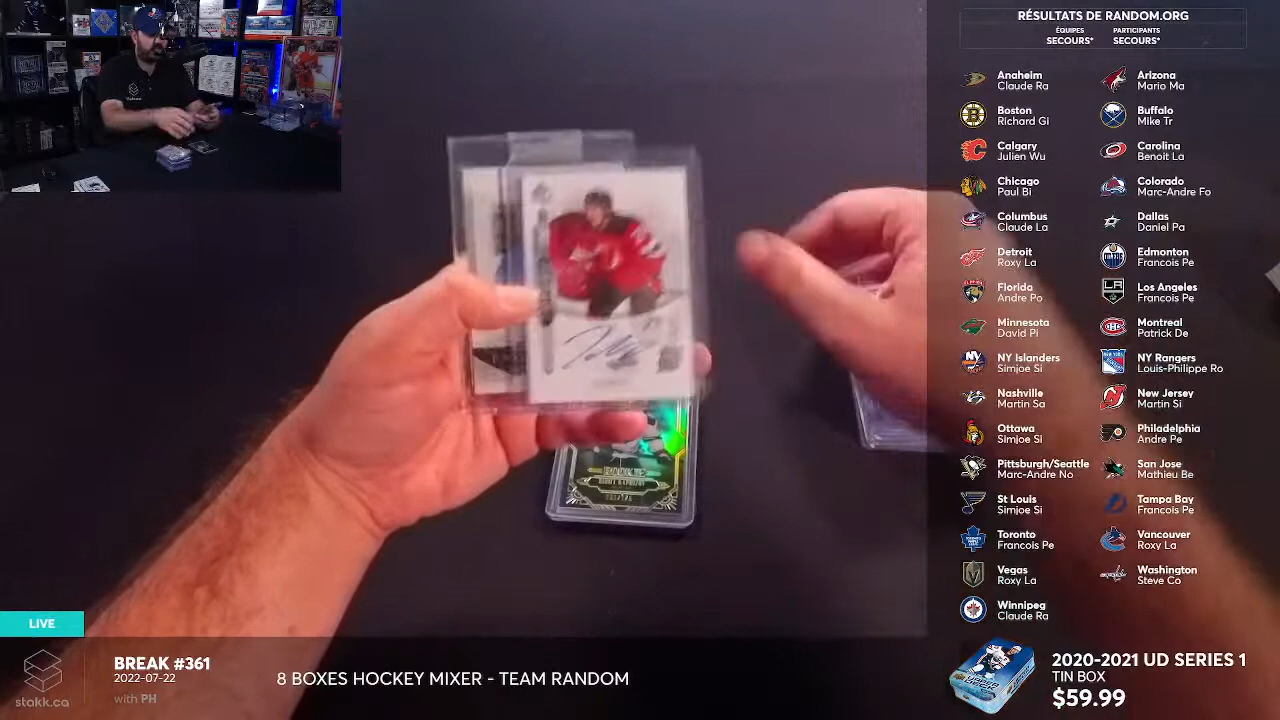 RÉSULTATS DE RANDOM.ORG
ÉQUIPES
SECOURS*
PARTICIPANTS
SECOURS*
Anaheim
Claude Ra
Arizona
Mario Ma
Boston
Richard Gi
Buffalo
Mike Tr
Calgary
Julien Wu
Carolina
Benoit La
Chicago
Paul Bi
Colorado
Marc-Andre Fo
Columbus
Claude La
Dallas
Daniel Pa
Detroit
Roxy La
Edmonton
Francois Pe
Florida
Andre Po
Los Angeles
Francois Pe
Minnesota
David Pi
Montreal
Patrick De
NY Islanders
Simjoe Si
NY Rangers
Louis-Philippe Ro
Nashville
Martin Sa
New Jersey
Martin Si
Ottawa
Simjoe Si
Philadelphia
Andre Pe
Pittsburgh/Seattle
Marc-Andre No
San Jose
Mathieu Be
St Louis
Simjoe Si
Tampa Bay
Francois Pe
Toronto
Francois Pe
Vancouver
Roxy La
Vegas
Roxy La
Washington
Steve Co
Winnipeg
Claude Ra
ROOKIE
LIVE
stakk.ca
BREAK #361
2022-07-22
with PH
8 BOXES HOCKEY MIXER - TEAM RANDOM
2020-2021 UD SERIES 1
TIN BOX
$59.99